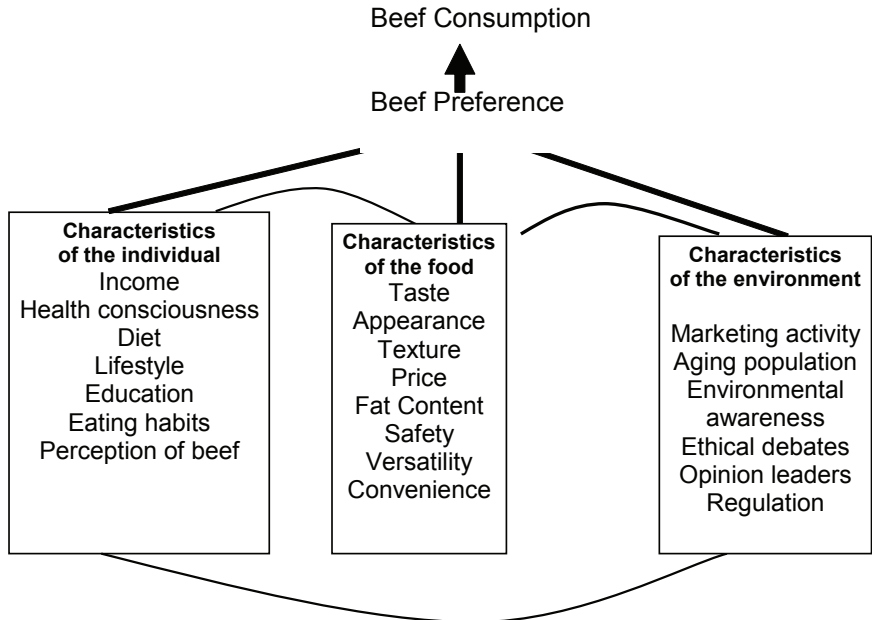 Beef Consumption
Beef Preference
Characteristics
of the individual
Income
Health consciousness
Diet
Lifestyle
Education
Eating habits
Perception of beef
Characteristics
of the food
Taste
Appearance
Texture
Price
Fat Content
Safety
Versatility
Convenience
Characteristics
of the environment
Marketing activity
Aging population
Environmental
awareness
Ethical debates
Opinion leaders
Regulation